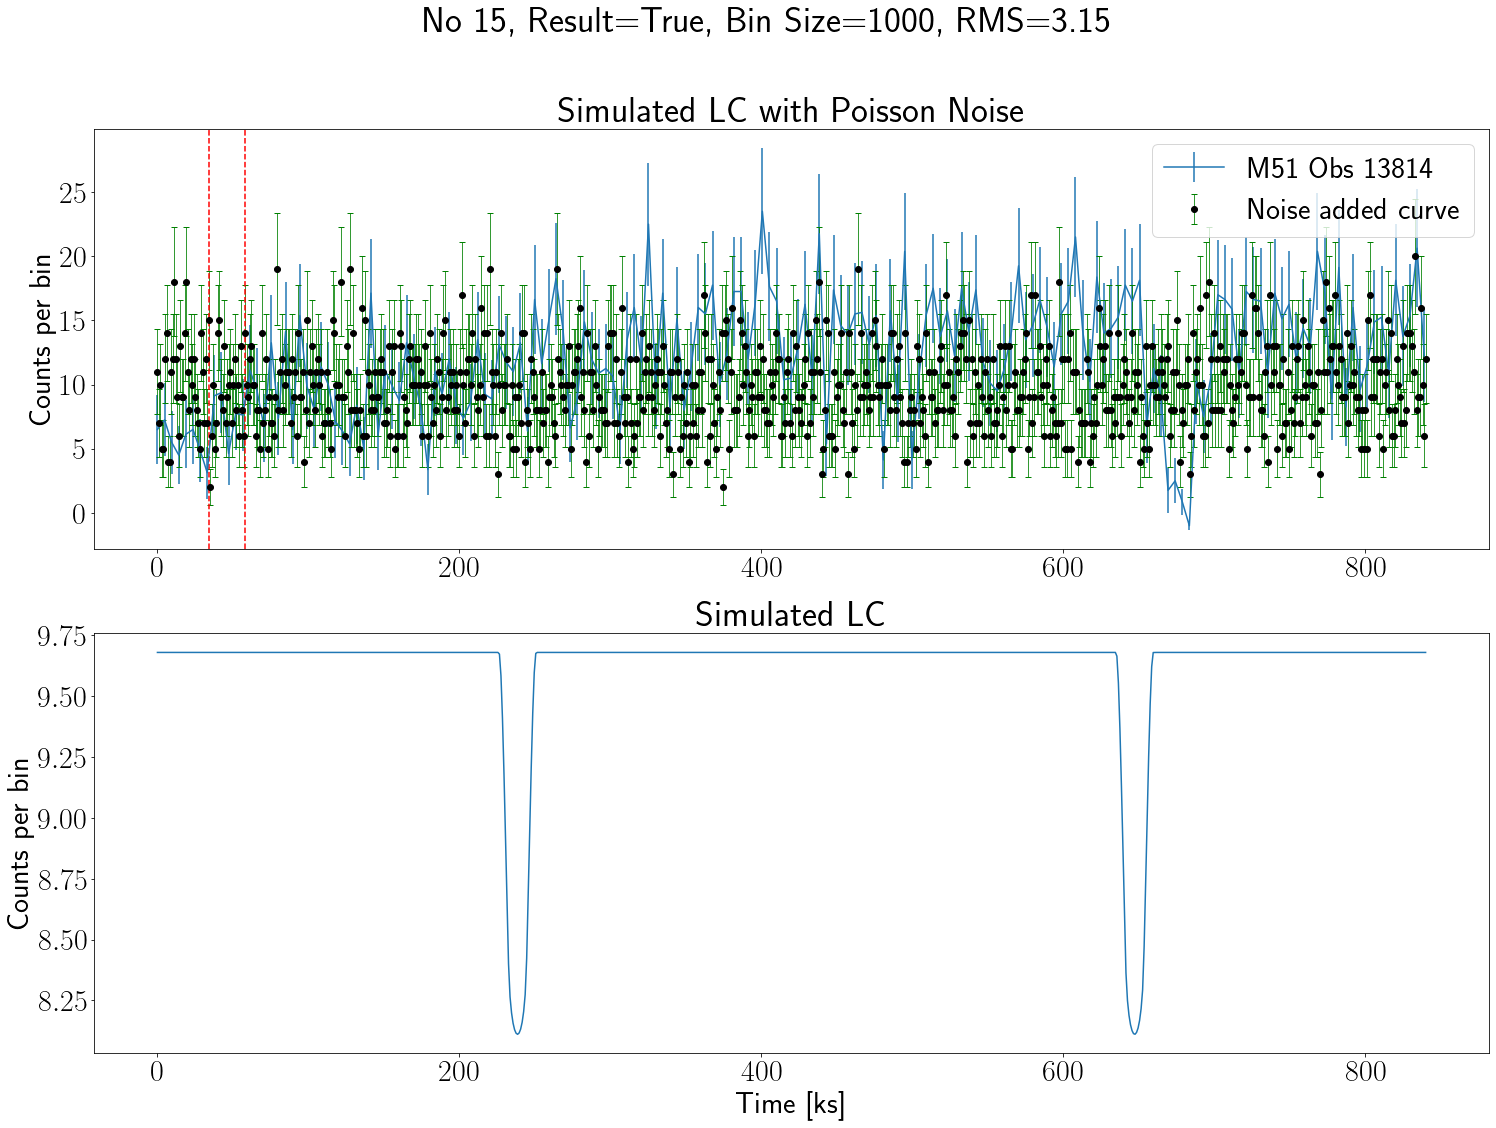 No 15, Result=True, Bin Size=1000, RMS=3.15
Simulated LC with Poisson Noise
M51 Obs 13814
Noise added curve
Counts per bin
25
20
15
10
5
0
0 200 400 600 800
Simulated LC
Counts per bin
9.75
9.50
9.25
9.00
8.75
8.50
8.25
0 200 400 600 800
Time [ks]